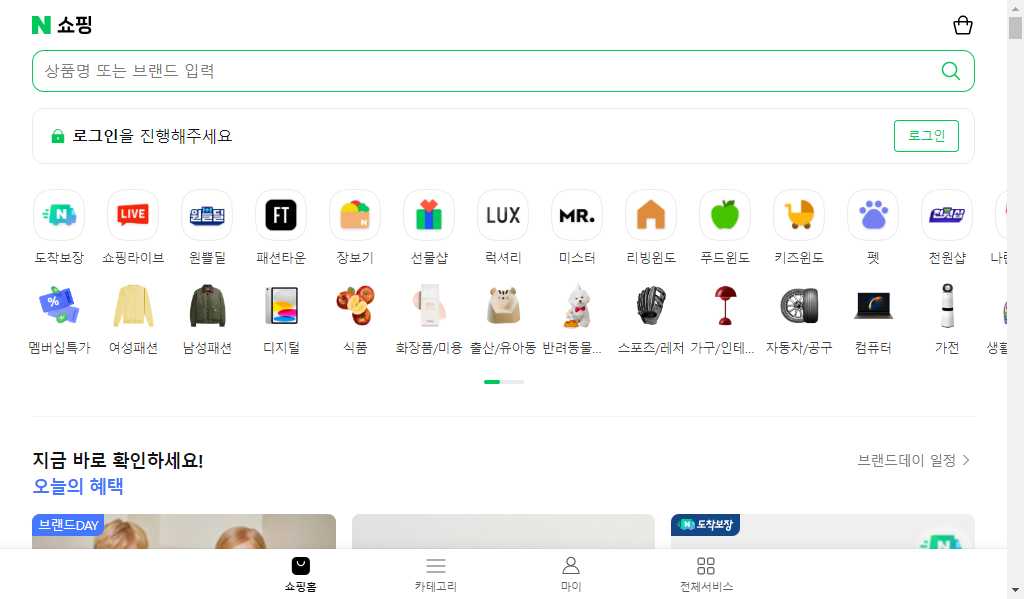 N 쇼핑
상품명 또는 브랜드 입력
로그인을 진행해주세요
로그인
N LIVE 원쁠딜 FT N LUX MR. 천원샵
도착보장 쇼핑라이브 원쁠딜 패션타운 장보기 선물샵 럭셔리 미스터 리빙윈도 푸드윈도 키즈윈도 펫 천원샵
%
멤버십특가 여성패션 남성패션 디지털 식품 화장품/미용 출산/유아동 반려동물... 스포츠/레저 가구/인테... 자동차/공구 컴퓨터 가전
지금 바로 확인하세요!
오늘의 혜택
브랜드데이 일정
브랜드DAY
N 도착보장
N
쇼핑홈 카테고리 마이 전체서비스